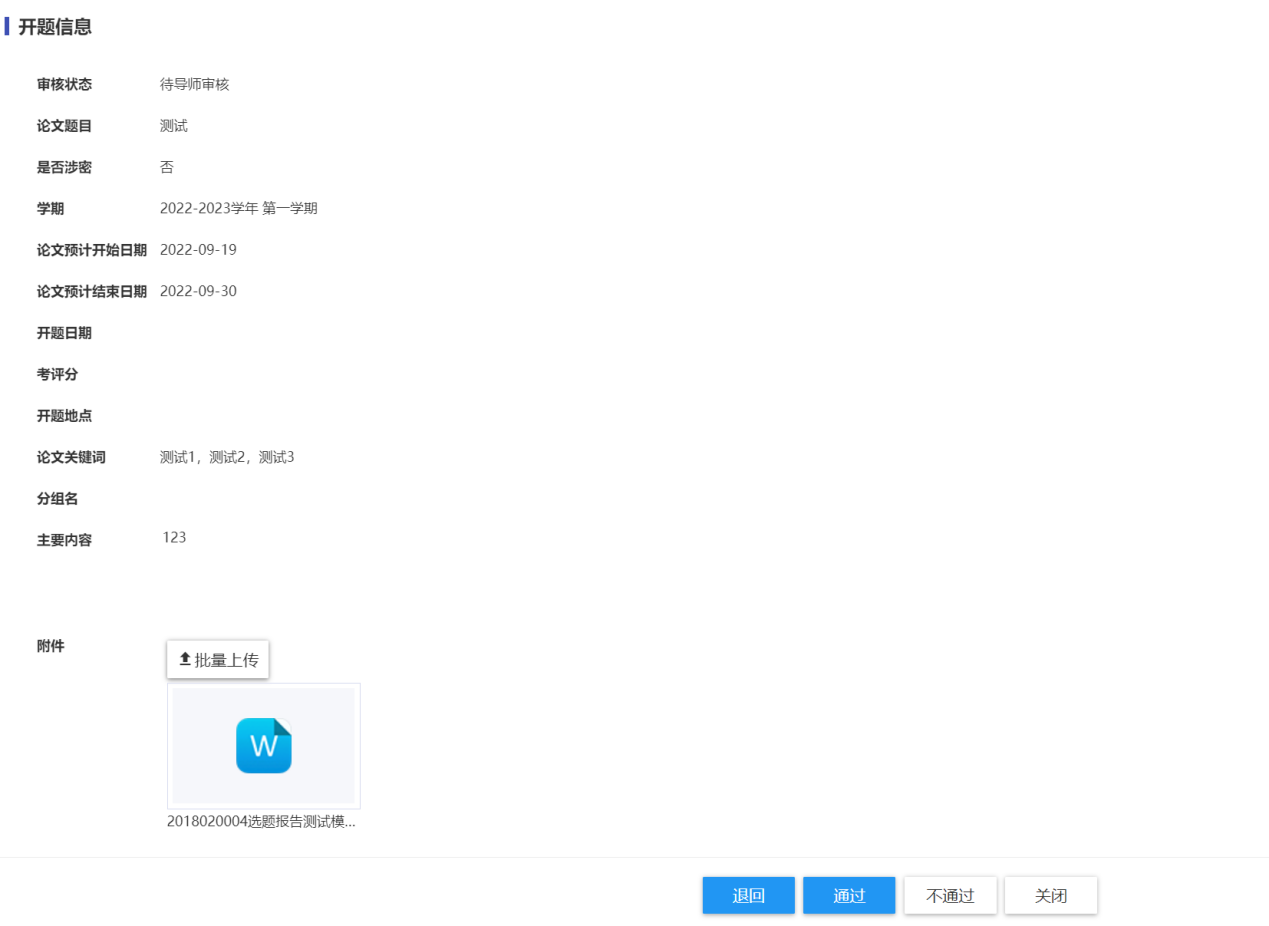 开题信息
审核状态 待导师审核
论文题目 测试
是否涉密 否
学期 2022-2023学年 第一学期
论文预计开始日期 2022-09-19
论文预计结束日期 2022-09-30
开题日期
考评分
开题地点
论文关键词 测试1，测试2，测试3
分组名
主要内容 123
附件
批量上传
W
2018020004选题报告测试模...
退回 通过 不通过 关闭